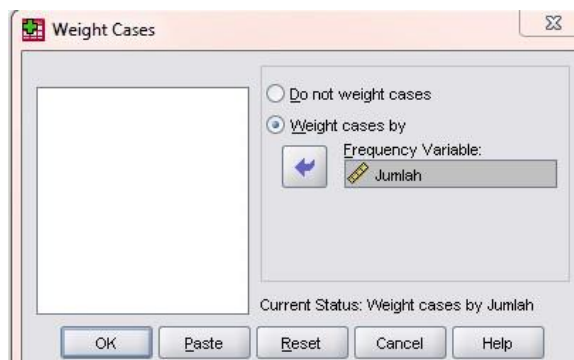 Weight Cases
Do not weight cases
Weight cases by
Frequency Variable:
Jumlah
Current Status: Weight cases by Jumlah
OK Paste Reset Cancel Help